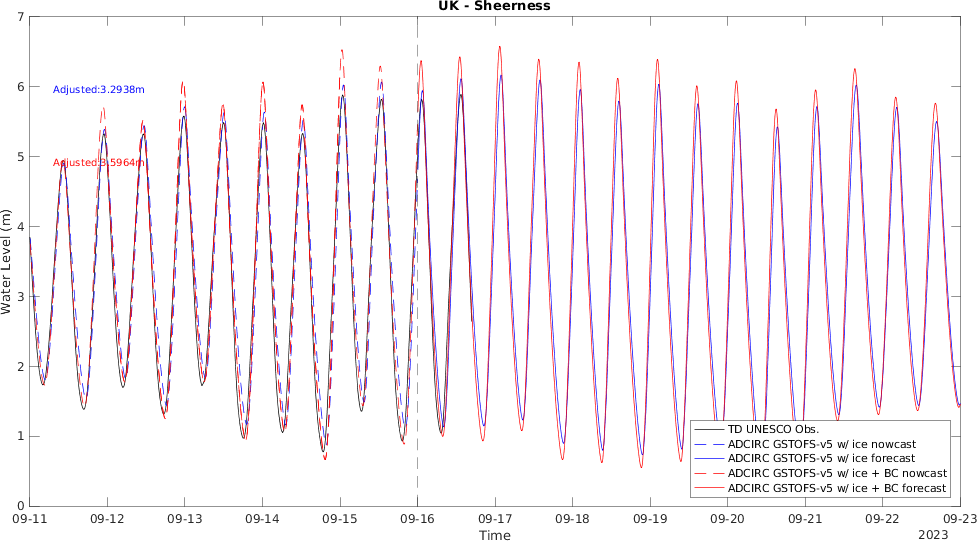 UK - Sheerness
7
6
5
4
3
2
1
0
Water Level (m)
Adjusted:3.2938m
Adjusted:3.5964m
TD UNESCO Obs.
ADCIRC GSTOFS-v5 w/ ice nowcast
ADCIRC GSTOFS-v5 w/ ice forecast
ADCIRC GSTOFS-v5 w/ ice + BC nowcast
ADCIRC GSTOFS-v5 w/ ice + BC forecast
09-11 09-12 09-13 09-14 09-15 09-16 09-17 09-18 09-19 09-20 09-21 09-22 09-23
Time
2023